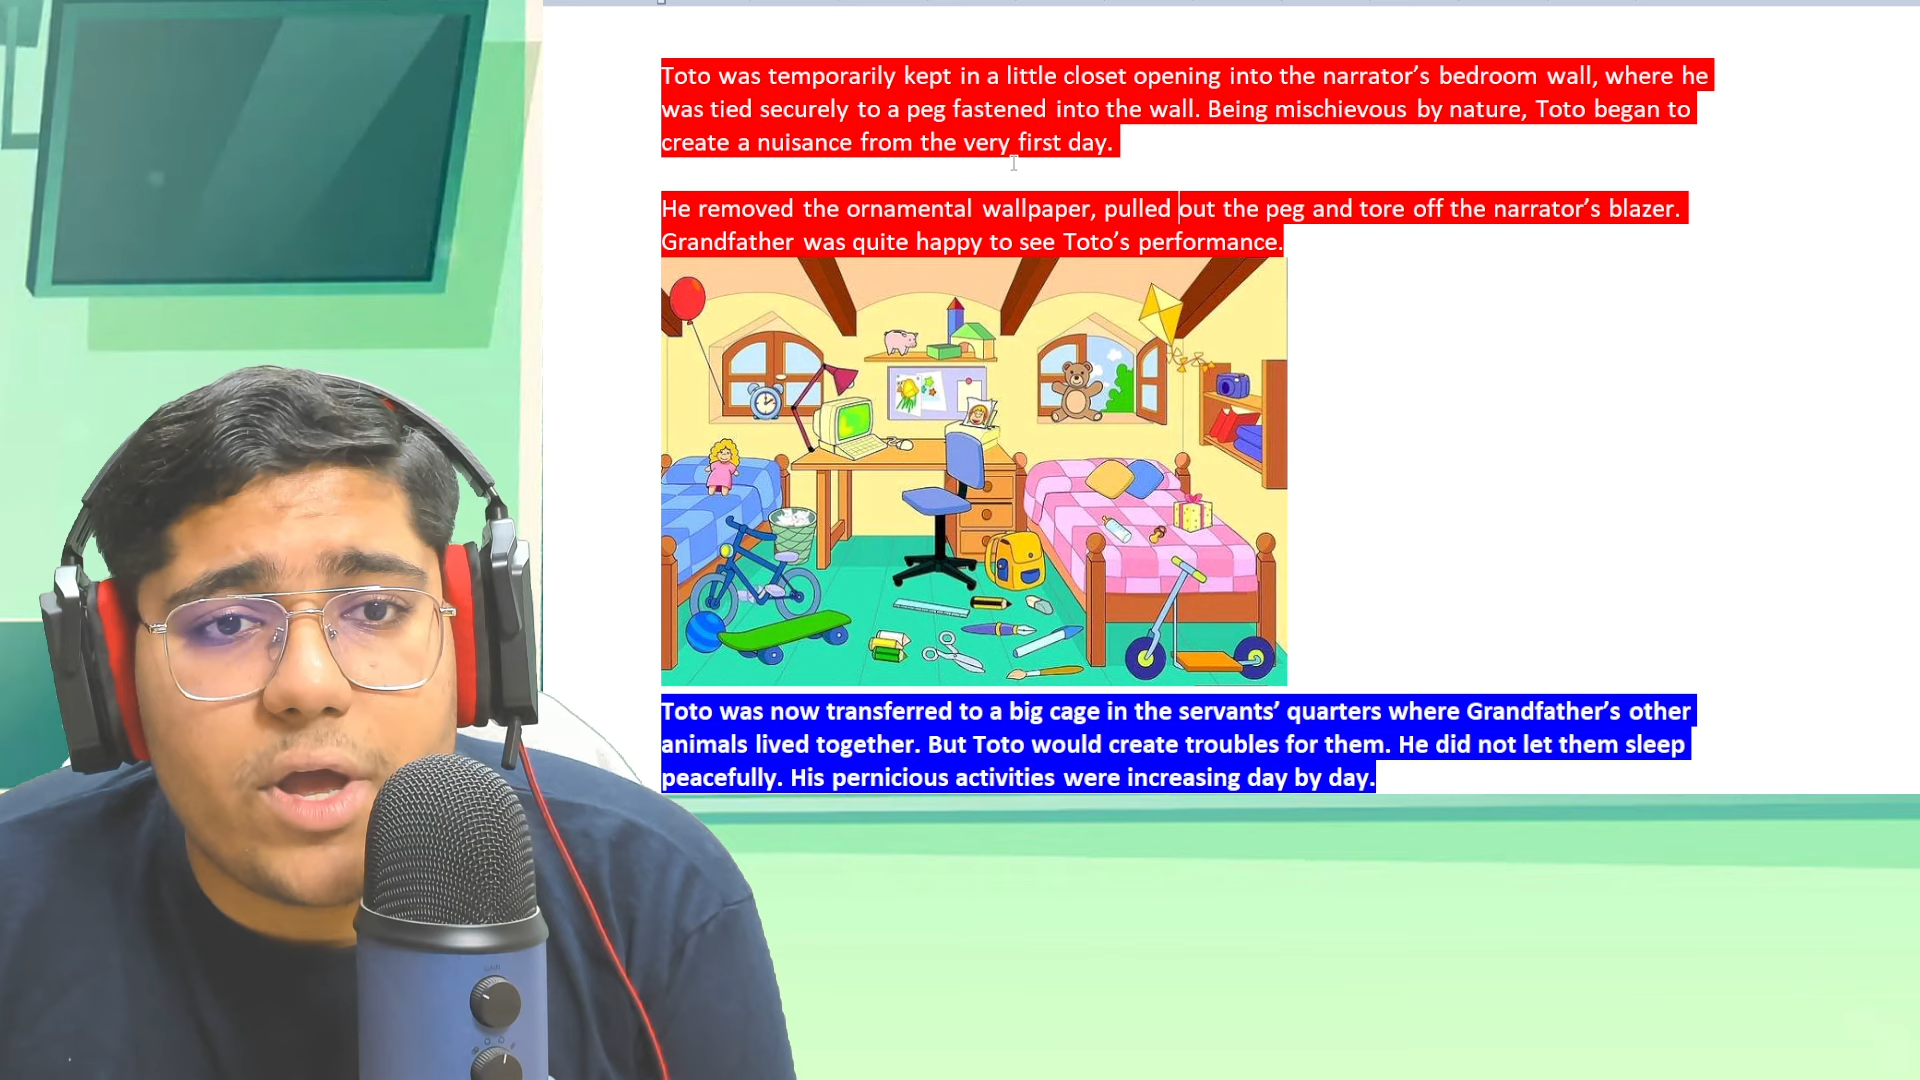 Toto was temporarily kept in a little closet opening into the narrator’s bedroom wall, where he
was tied securely to a peg fastened into the wall. Being mischievous by nature, Toto began to
create a nuisance from the very first day.
He removed the ornamental wallpaper, pulled out the peg and tore off the narrator’s blazer.
Grandfather was quite happy to see Toto’s performance.
Toto was now transferred to a big cage in the servants’ quarters where Grandfather’s other
animals lived together. But Toto would create troubles for them. He did not let them sleep
peacefully. His pernicious activities were increasing day by day.
GAIN